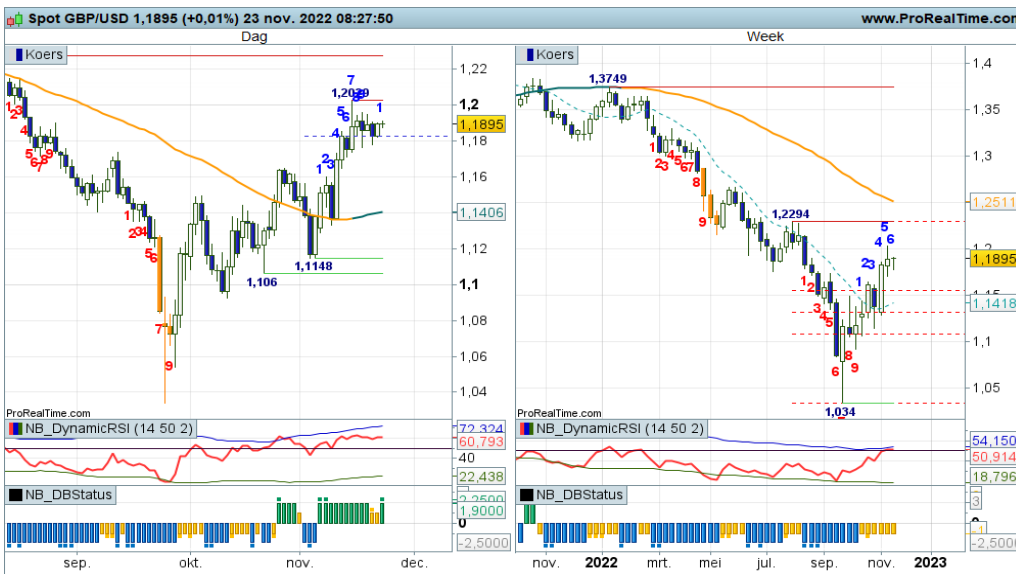 Spot GBP/USD 1,1895 (+0,01%) 23 nov. 2022 08:27:50
www.ProRealTime.com
Dag
Week
Koers
1,22
1,2
1,1895
1,18
1,16
1,1406
1,12
1,1
1,08
1,06
1,04
1,2029
1,1148
1,106
ProRealTime.com
Koers
1,4
1,35
1,3
1,2511
1,2
1,1895
1,15
1,1418
1,1
1,05
1,3749
1,2294
1,034
ProRealTime.com
NB_DynamicRSI (14 50 2)
72,324
60,793
40
22,438
NB_DynamicRSI (14 50 2)
54,150
50,914
18,796
NB_DBStatus
2,2500
1,9000
0
-2,5000
NB_DBStatus
3
0
-1
-2,5000
sep.
okt.
nov.
dec.
nov.
2022
mrt.
mei
jul.
sep.
nov.
2023